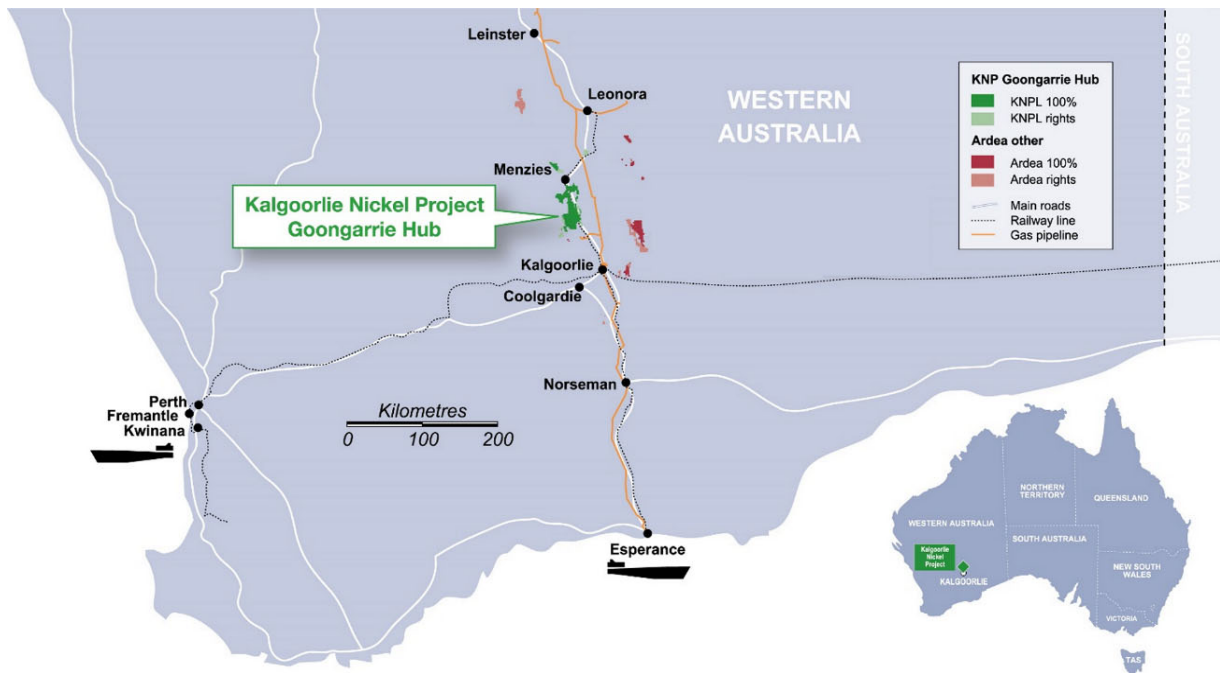 Leinster
Leonora
WESTERN
AUSTRALIA
SOUTH AUSTRALIA
KNP Goongarrie Hub
KNPL 100%
KNPL rights
Ardea other
Ardea 100%
Ardea rights
Main roads
Railway line
Gas pipeline
Menzies
Kalgoorlie Nickel Project
Goongarrie Hub
Kalgoorlie
Coolgardie
Norseman
Perth
Fremantle
Kwinana
Kilometres
0 100 200
Esperance
NORTHERN
TERRITORY
QUEENSLAND
WESTERN AUSTRALIA
SOUTH AUSTRALIA
Kalgoorlie
Nickel
Project
KALGOORLIE
NEW SOUTH
WALES
VICTORIA
TAS